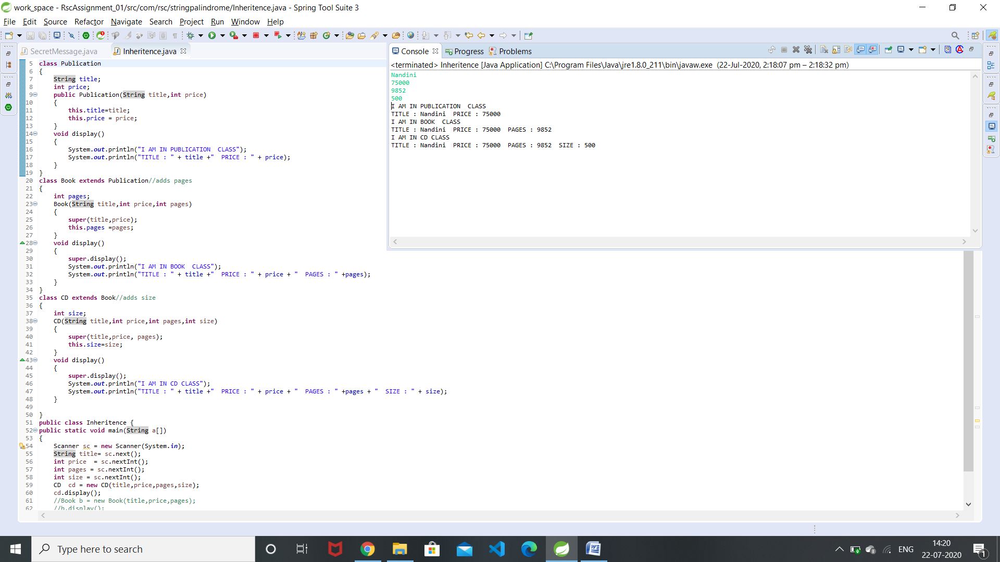 work_space - RscAssignment_01/src/com/rsc/stringpalindrome/Inheritence.java - Spring Tool Suite 3
File Edit Source Refactor Navigate Search Project Run Window Help
SecretMessage.java Inheritence.java
5 class Publication
6 {
7 String title;
8 int price;
9 public Publication(String title,int price)
10 {
11 this.title=title;
12 this.price = price;
13 }
14 void display()
15 {
16 System.out.println("I AM IN PUBLICATION  CLASS");
17 System.out.println("TITLE : " + title +"  PRICE : " + price);
18 }
19 }
20 class Book extends Publication//adds pages
21 {
22 int pages;
23 Book(String title,int price,int pages)
24 {
25 super(title,price);
26 this.pages =pages;
27 }
28 void display()
29 {
30 super.display();
31 System.out.println("I AM IN BOOK  CLASS");
32 System.out.println("TITLE : " + title +"  PRICE : " + price + "  PAGES : " +pages);
33 }
34 }
35 class CD extends Book//adds size
36 {
37 int size;
38 CD(String title,int price,int pages,int size)
39 {
40 super(title,price, pages);
41 this.size=size;
42 }
43 void display()
44 {
45 super.display();
46 System.out.println("I AM IN CD CLASS");
47 System.out.println("TITLE : " + title +"  PRICE : " + price + "  PAGES : " +pages + "  SIZE : " + size);
48 }
49
50 }
51 public class Inheritence {
52 public static void main(String a[])
53 {
54 Scanner sc = new Scanner(System.in);
55 String title= sc.next();
56 int price  = sc.nextInt();
57 int pages = sc.nextInt();
58 int size = sc.nextInt();
59 CD  cd = new CD(title,price,pages,size);
60 cd.display();
61 //Book b = new Book(title,price,pages);
62 //b.display();
Console Progress Problems
<terminated> Inheritence [Java Application] C:\Program Files\Java\jre1.8.0_211\bin\javaw.exe  (22-Jul-2020, 2:18:07 pm – 2:18:32 pm)
Nandini
75000
9852
500
I AM IN PUBLICATION  CLASS
TITLE : Nandini  PRICE : 75000
I AM IN BOOK  CLASS
TITLE : Nandini  PRICE : 75000  PAGES : 9852
I AM IN CD CLASS
TITLE : Nandini  PRICE : 75000  PAGES : 9852  SIZE : 500
Type here to search
ENG
14:20
22-07-2020
1